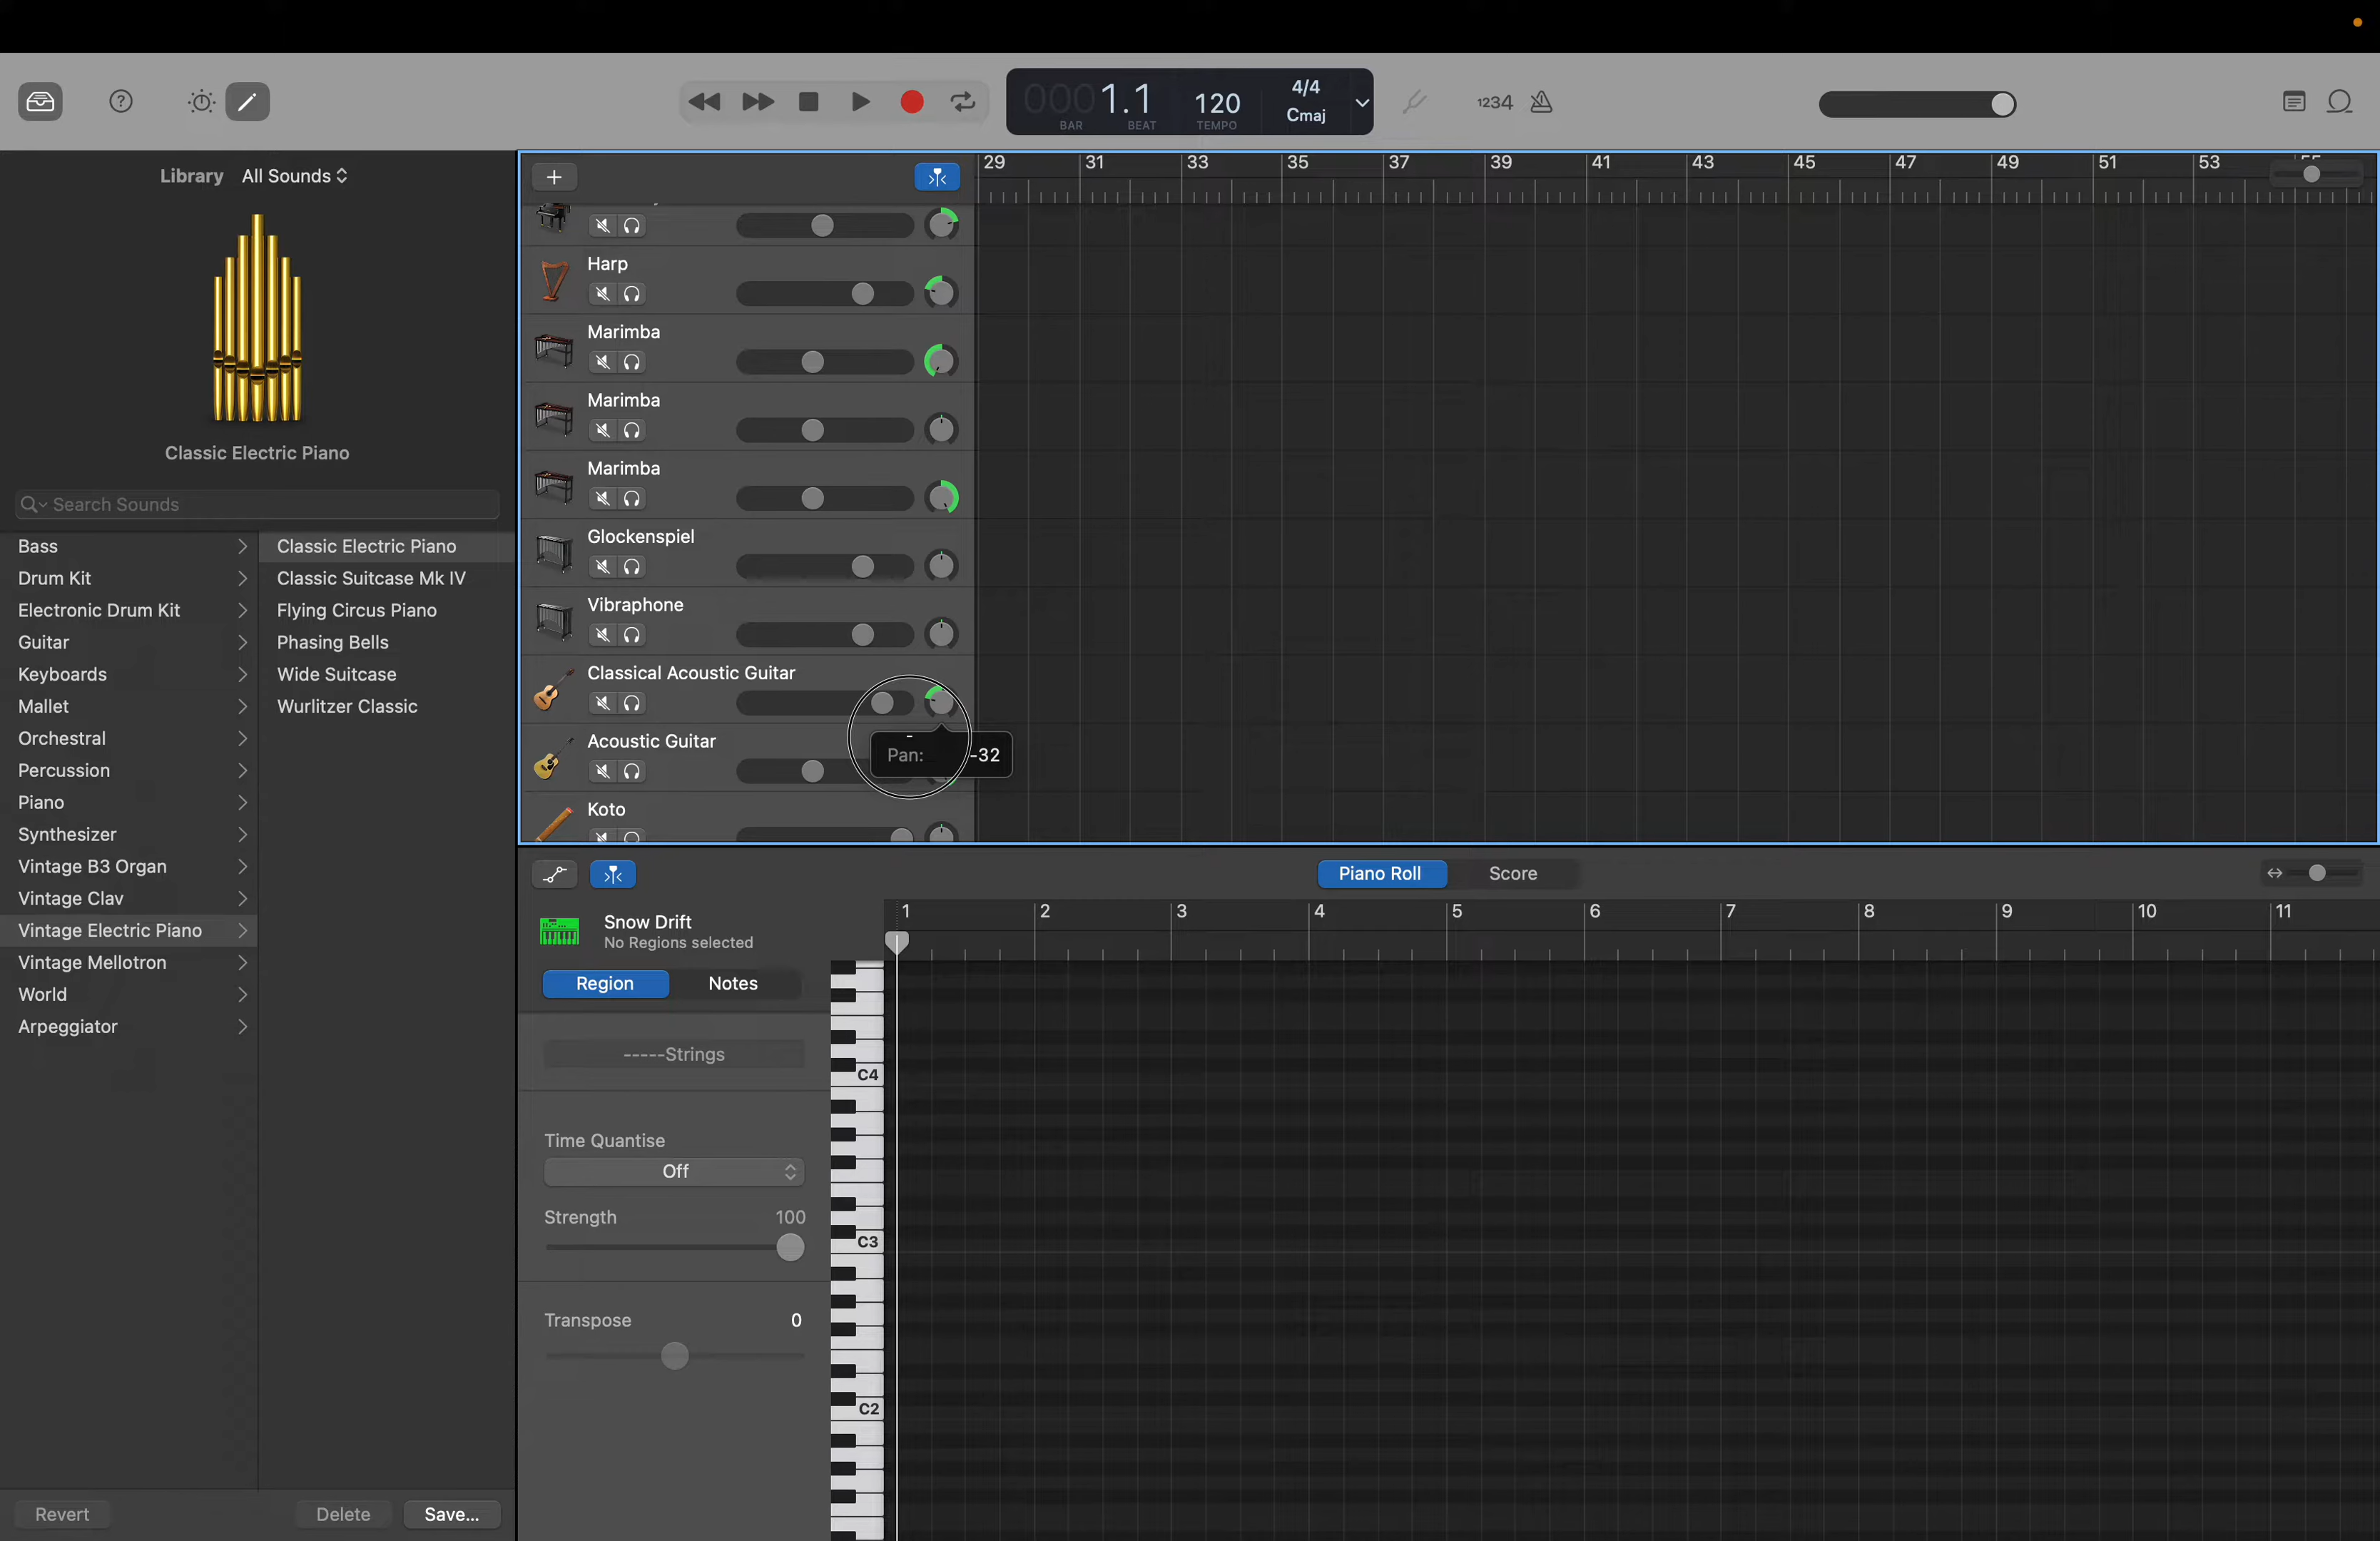 000 1.1
BAR BEAT
120
TEMPO
4/4
Cmaj
1234
Library All Sounds
Classic Electric Piano
Search Sounds
Bass
Drum Kit
Electronic Drum Kit
Guitar
Keyboards
Mallet
Orchestral
Percussion
Piano
Synthesizer
Vintage B3 Organ
Vintage Clav
Vintage Electric Piano
Vintage Mellotron
World
Arpeggiator
Classic Electric Piano
Classic Suitcase Mk IV
Flying Circus Piano
Phasing Bells
Wide Suitcase
Wurlitzer Classic
Revert Delete Save...
29 31 33 35 37 39 41 43 45 47 49 51 53
Harp
Marimba
Marimba
Marimba
Glockenspiel
Vibraphone
Classical Acoustic Guitar
Acoustic Guitar
Pan: -32
Koto
Piano Roll Score
Snow Drift
No Regions selected
Region Notes
-----Strings
Time Quantise
Off
Strength 100
Transpose 0
1 2 3 4 5 6 7 8 9 10 11
C4
C3
C2